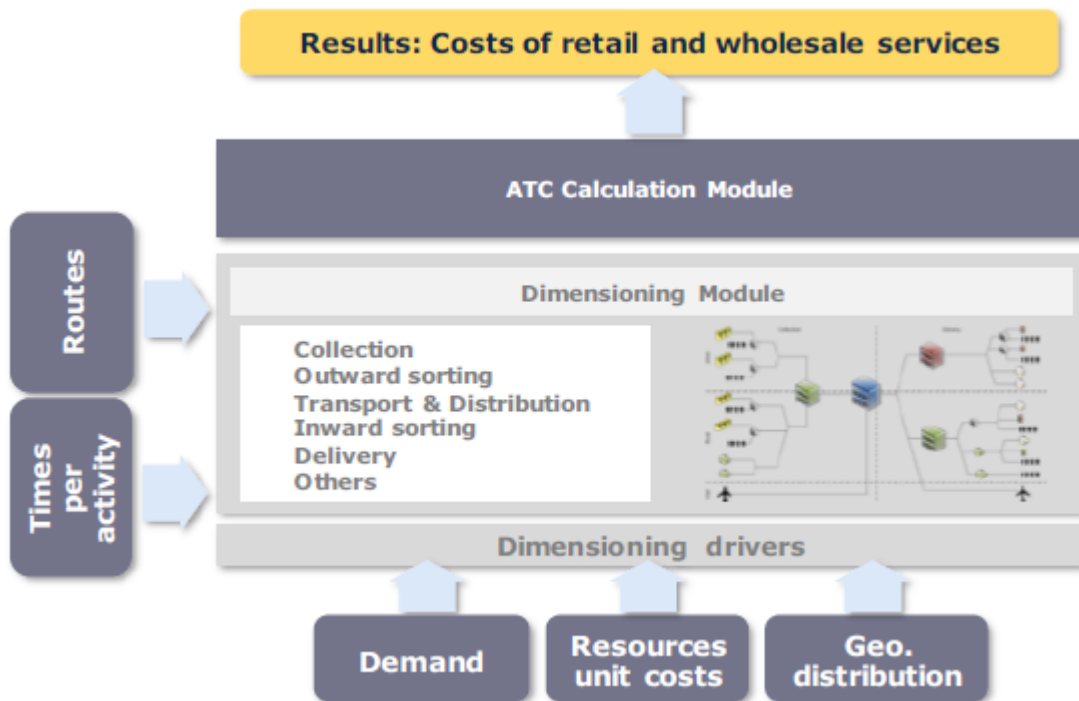 Results: Costs of retail and wholesale services
ATC Calculation Module
Routes
Dimensioning Module
Collection
Outward sorting
Transport & Distribution
Inward sorting
Delivery
Others
Times
per
activity
Dimensioning drivers
Demand
Resources
unit costs
Geo.
distribution